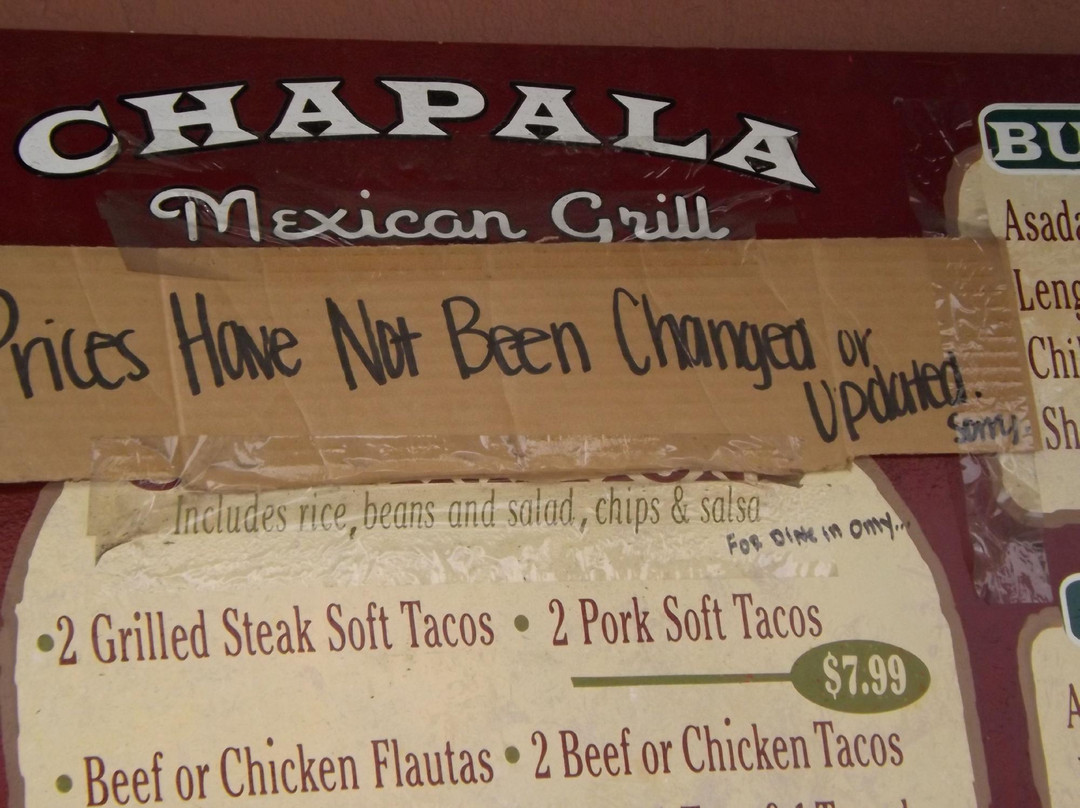 CHAPALA
Mexican Grill
Prices Have Not Been Changed or
Updated.
Sorry
Includes rice, beans and salad, chips & salsa
FOR DINE in Only...
•2 Grilled Steak Soft Tacos • 2 Pork Soft Tacos
$7.99
• Beef or Chicken Flautas • 2 Beef or Chicken Tacos
BU
Asada
Leng
Chi
Sh
A